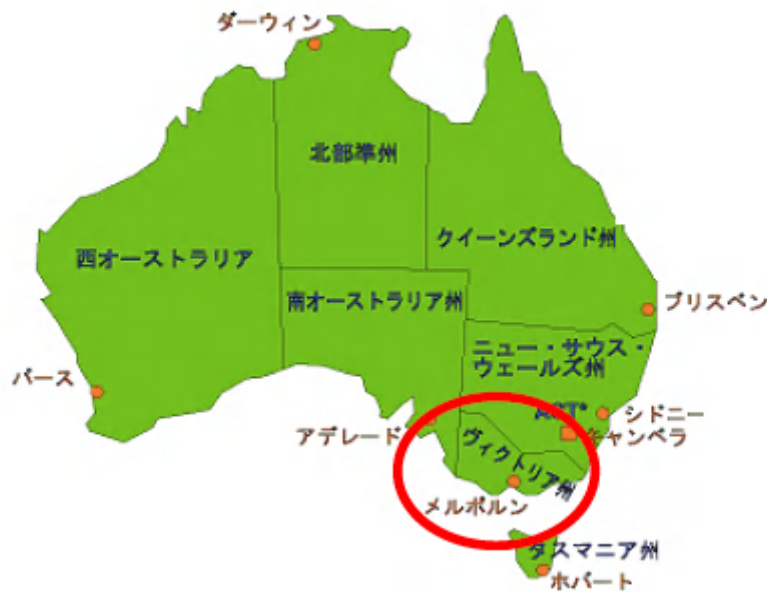 ダーウィン
北部準州
クイーンズランド州
西オーストラリア
南オーストラリア州
ブリスベン
ニュー・サウス・
ウェールズ州
パース
ACT*
シドニー
アデレード
キャンベラ
ヴィクトリア州
メルボルン
タスマニア州
ホバート